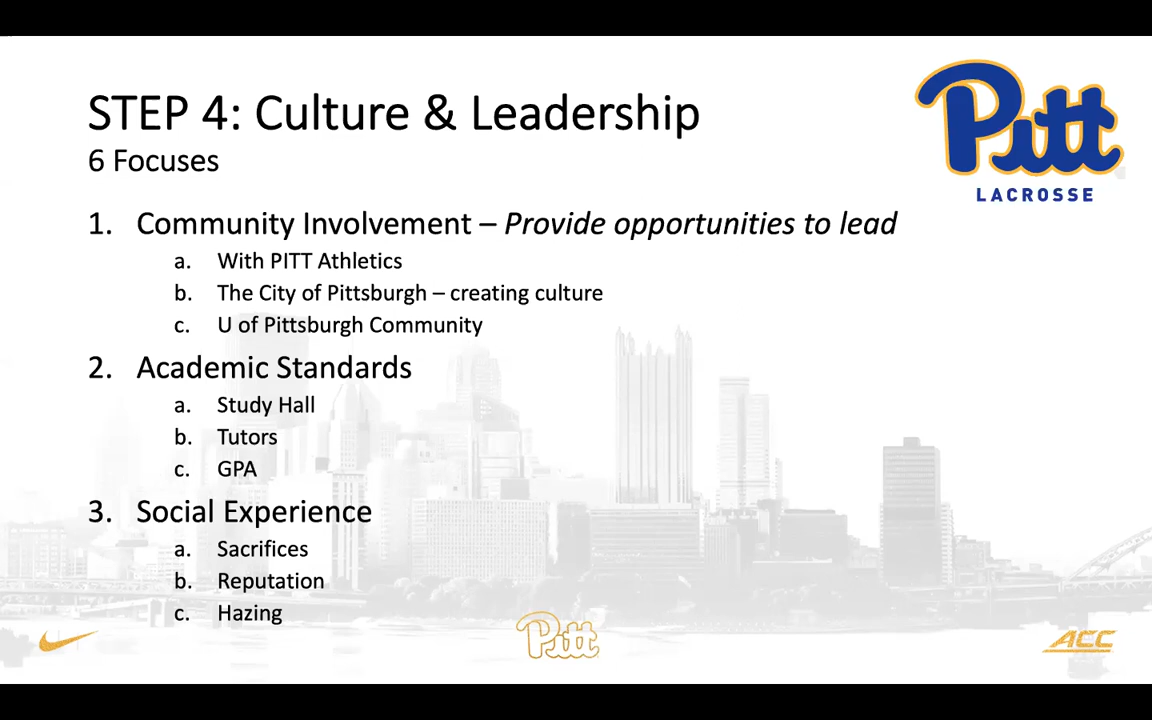 Pitt
LACROSSE
STEP 4: Culture & Leadership
6 Focuses
1. Community Involvement – Provide opportunities to lead
a. With PITT Athletics
b. The City of Pittsburgh – creating culture
c. U of Pittsburgh Community
2. Academic Standards
a. Study Hall
b. Tutors
c. GPA
3. Social Experience
a. Sacrifices
b. Reputation
c. Hazing
Pitt
ACC